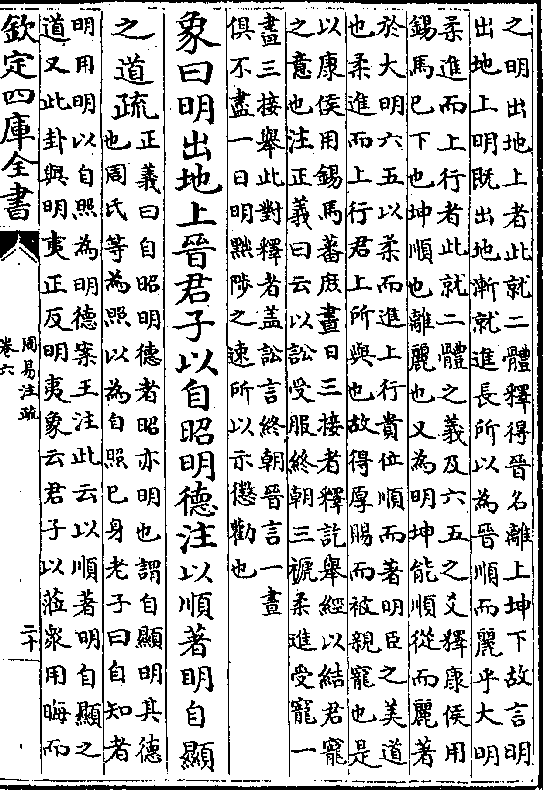 之明出地上者此就二體釋得晉名離上坤下故言明
出地上明既出地漸就進長所以為晉順而麗乎大明
柔進而上行者此就二體之義及六五之爻釋康侯用
錫馬已下也坤順也離麗也又為明坤能順從而麗著
於大明六五以柔而進上行貴位順而著明臣之美道
也柔進而上行君上所與也故得厚賜而被親寵也是
以康侯用錫馬蕃庶晝日三接者釋訖舉經以結君寵
之意也注正義曰云以訟受服終朝三褫柔進受寵一
晝三接舉此對釋者盖訟言終朝晉言一晝
俱不盡一日明黜陟之速所以示懲勸也
象曰明出地上晉君子以自昭明德注以順著明自顯
之道疏
正義曰自昭明德者昭亦明也謂自顯明其德
也周氏等為照以為自照已身老子曰自知者
明用明以自照為明德案王注此云以順著明自顯之
道又此卦與明夷正反明夷象云君子以蒞衆用晦而
欽定四庫全書
周易注疏
卷六
二十